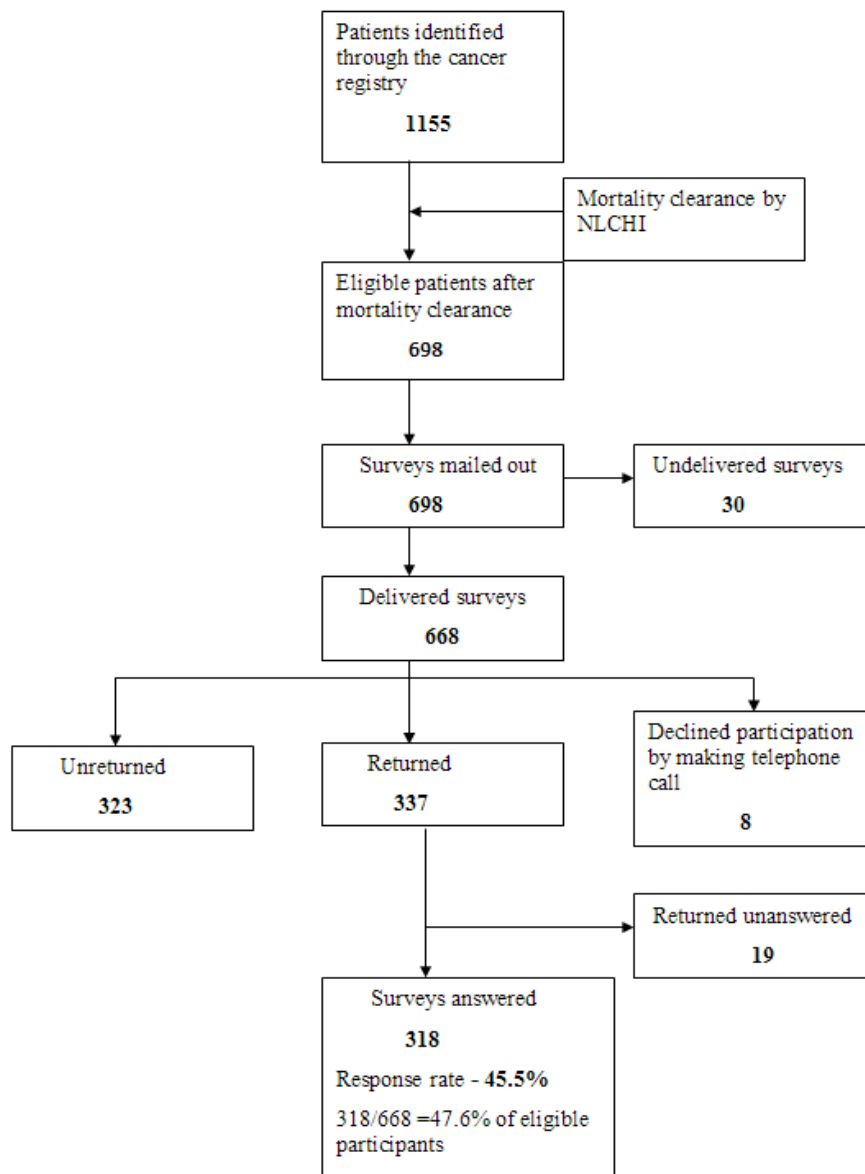 Patients identified
through the cancer
registry
1155
Mortality clearance by
NLCHI
Eligible patients after
mortality clearance
698
Surveys mailed out
698
Undelivered surveys
30
Delivered surveys
668
Unreturned
323
Returned
337
Declined participation
by making telephone
call
8
Returned unanswered
19
Surveys answered
318
Response rate - 45.5%
318/668 =47.6% of eligible
participants